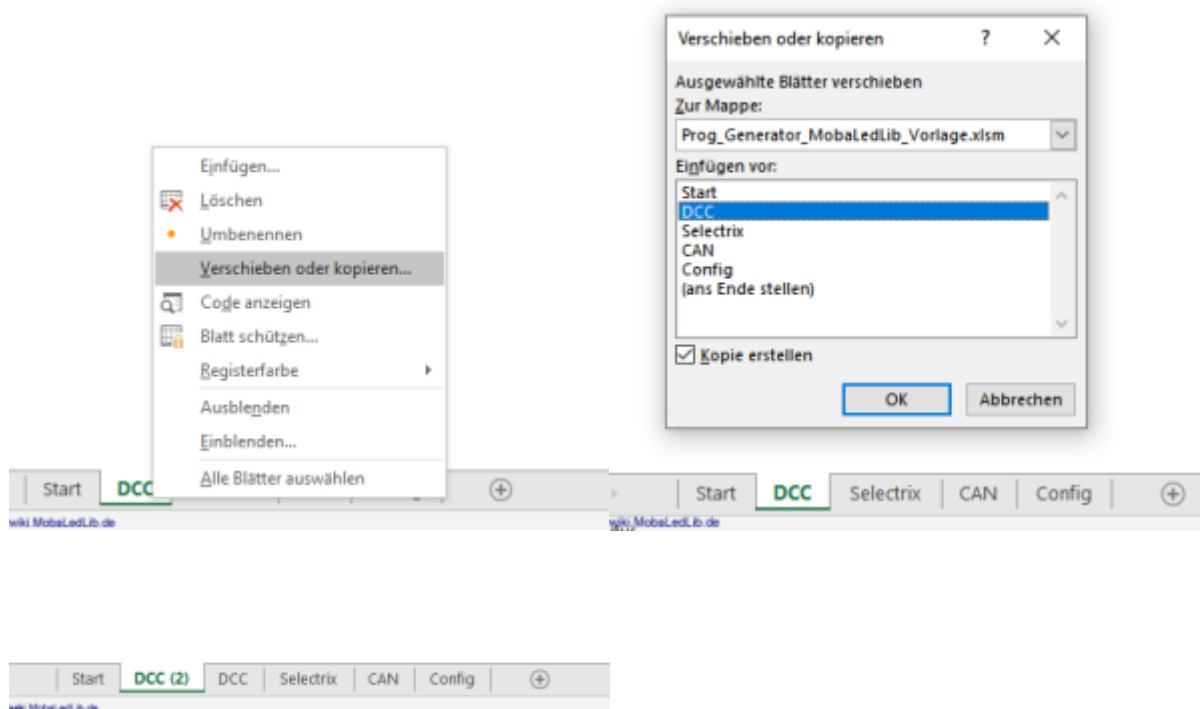 Einfügen...
Löschen
Umbenennen
Verschieben oder kopieren...
Code anzeigen
Blatt schützen...
Registerfarbe
Ausblenden
Einblenden...
Alle Blätter auswählen
Start DCC
wiki.MobaLedLib.de
Verschieben oder kopieren ?
Ausgewählte Blätter verschieben
Zur Mappe:
Prog_Generator_MobaLedLib_Vorlage.xlsm
Einfügen vor:
Start
DCC
Selectrix
CAN
Config
(ans Ende stellen)
Kopie erstellen
OK Abbrechen
Start DCC Selectrix CAN Config
wiki.MobaLedLib.de
Start DCC (2) DCC Selectrix CAN Config